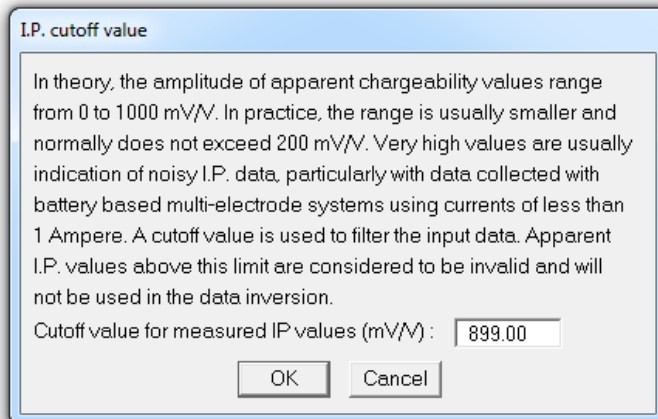 I.P. cutoff value
In theory, the amplitude of apparent chargeability values range
from 0 to 1000 mV/V. In practice, the range is usually smaller and
normally does not exceed 200 mV/V. Very high values are usually
indication of noisy I.P. data, particularly with data collected with
battery based multi-electrode systems using currents of less than
1 Ampere. A cutoff value is used to filter the input data. Apparent
I.P. values above this limit are considered to be invalid and will
not be used in the data inversion.
Cutoff value for measured IP values (mV/V) : 899.00
OK Cancel